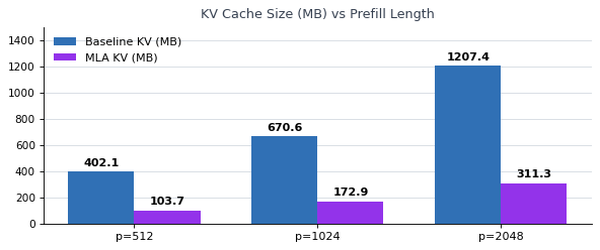 KV Cache Size (MB) vs Prefill Length
Baseline KV (MB)
MLA KV (MB)
1400
1200
1000
800
600
400
200
0
402.1
103.7
670.6
172.9
1207.4
311.3
p=512
p=1024
p=2048